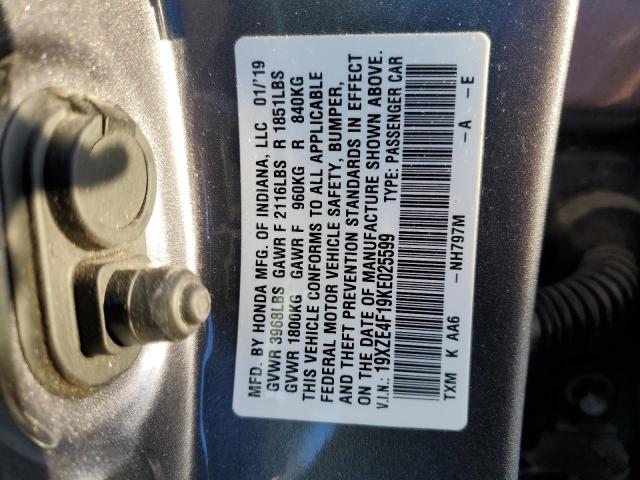 MFD. BY HONDA MFG. OF INDIANA, LLC 01/'19
GVWR 3968LBS GAWR F 2116LBS R 1851LBS
GVWR 1800KG GAWR F 960KG R 840KG
THIS VEHICLE CONFORMS TO ALL APPLICABLE
FEDERAL MOTOR VEHICLE SAFETY, BUMPER,
AND THEFT PREVENTION STANDARDS IN EFFECT
ON THE DATE OF MANUFACTURE SHOWN ABOVE.
V.I.N.: 19XZE4F19KE025599 TYPE: PASSENGER CAR
TXM K AA6 -NH797M -A -E